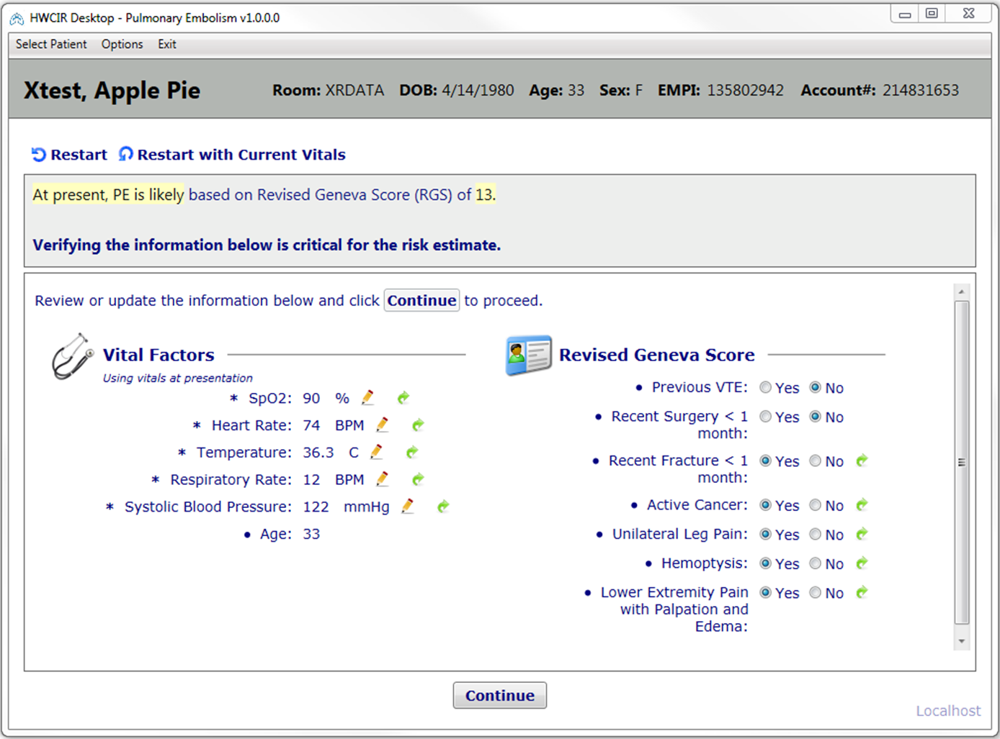 HWCIR Desktop - Pulmonary Embolism v1.0.0.0
Select Patient Options Exit
Xtest, Apple Pie Room: XRDATA DOB: 4/14/1980 Age: 33 Sex: F EMPI: 135802942 Account#: 214831653
Restart Restart with Current Vitals
At present, PE is likely based on Revised Geneva Score (RGS) of 13.
Verifying the information below is critical for the risk estimate.
Review or update the information below and click Continue to proceed.
Vital Factors
Using vitals at presentation
* SpO2: 90 %
* Heart Rate: 74 BPM
* Temperature: 36.3 C
* Respiratory Rate: 12 BPM
* Systolic Blood Pressure: 122 mmHg
• Age: 33
Revised Geneva Score
• Previous VTE: Yes No
• Recent Surgery < 1 Yes No
month:
• Recent Fracture < 1 Yes No
month:
• Active Cancer: Yes No
• Unilateral Leg Pain: Yes No
• Hemoptysis: Yes No
• Lower Extremity Pain Yes No
with Palpation and
Edema:
Continue
Localhost